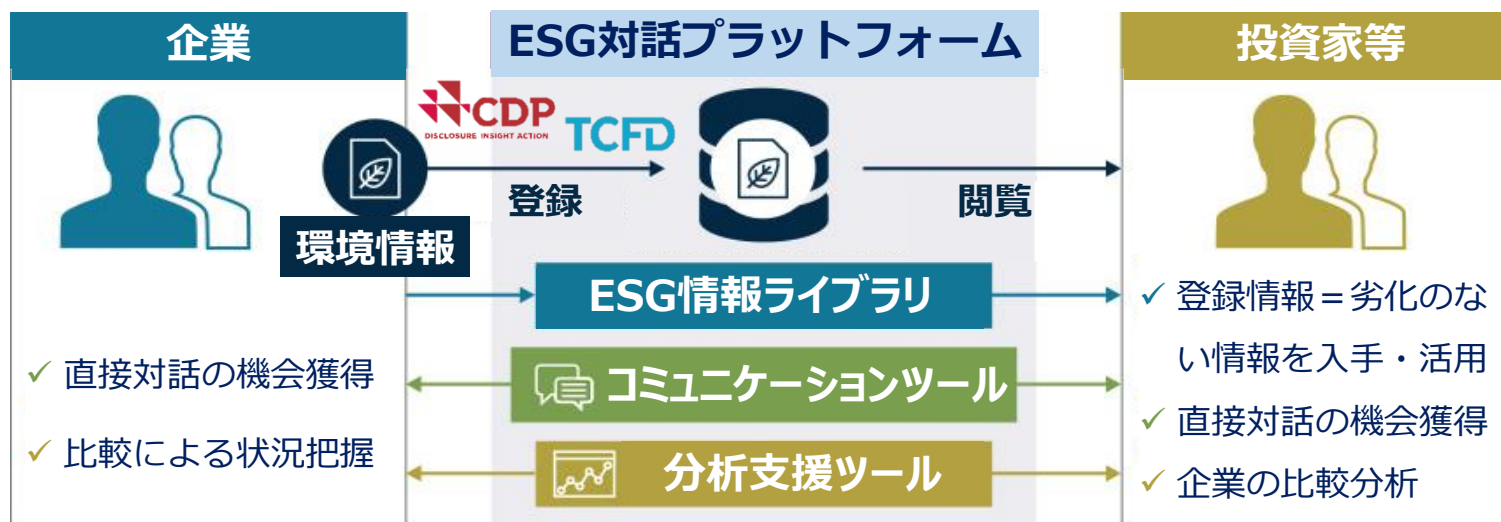 企業
ESG対話プラットフォーム
投資家等
CDP
DISCLOSURE INSIGHT ACTION
TCFD
登録
閲覧
環境情報
ESG情報ライブラリ
コミュニケーションツール
分析支援ツール
✓ 直接対話の機会獲得
✓ 比較による状況把握
✓ 登録情報＝劣化のな
い情報を入手・活用
✓ 直接対話の機会獲得
✓ 企業の比較分析